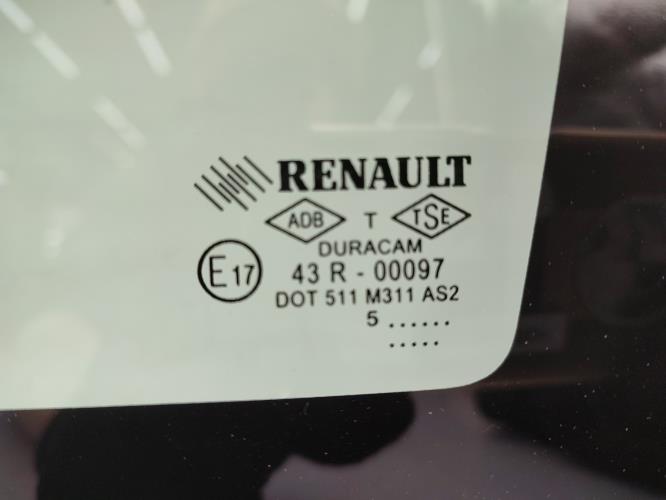 RENAULT
ADB T TSE
DURACAM
E17 43 R - 00097
DOT 511 M311 AS2
5 ......
.....